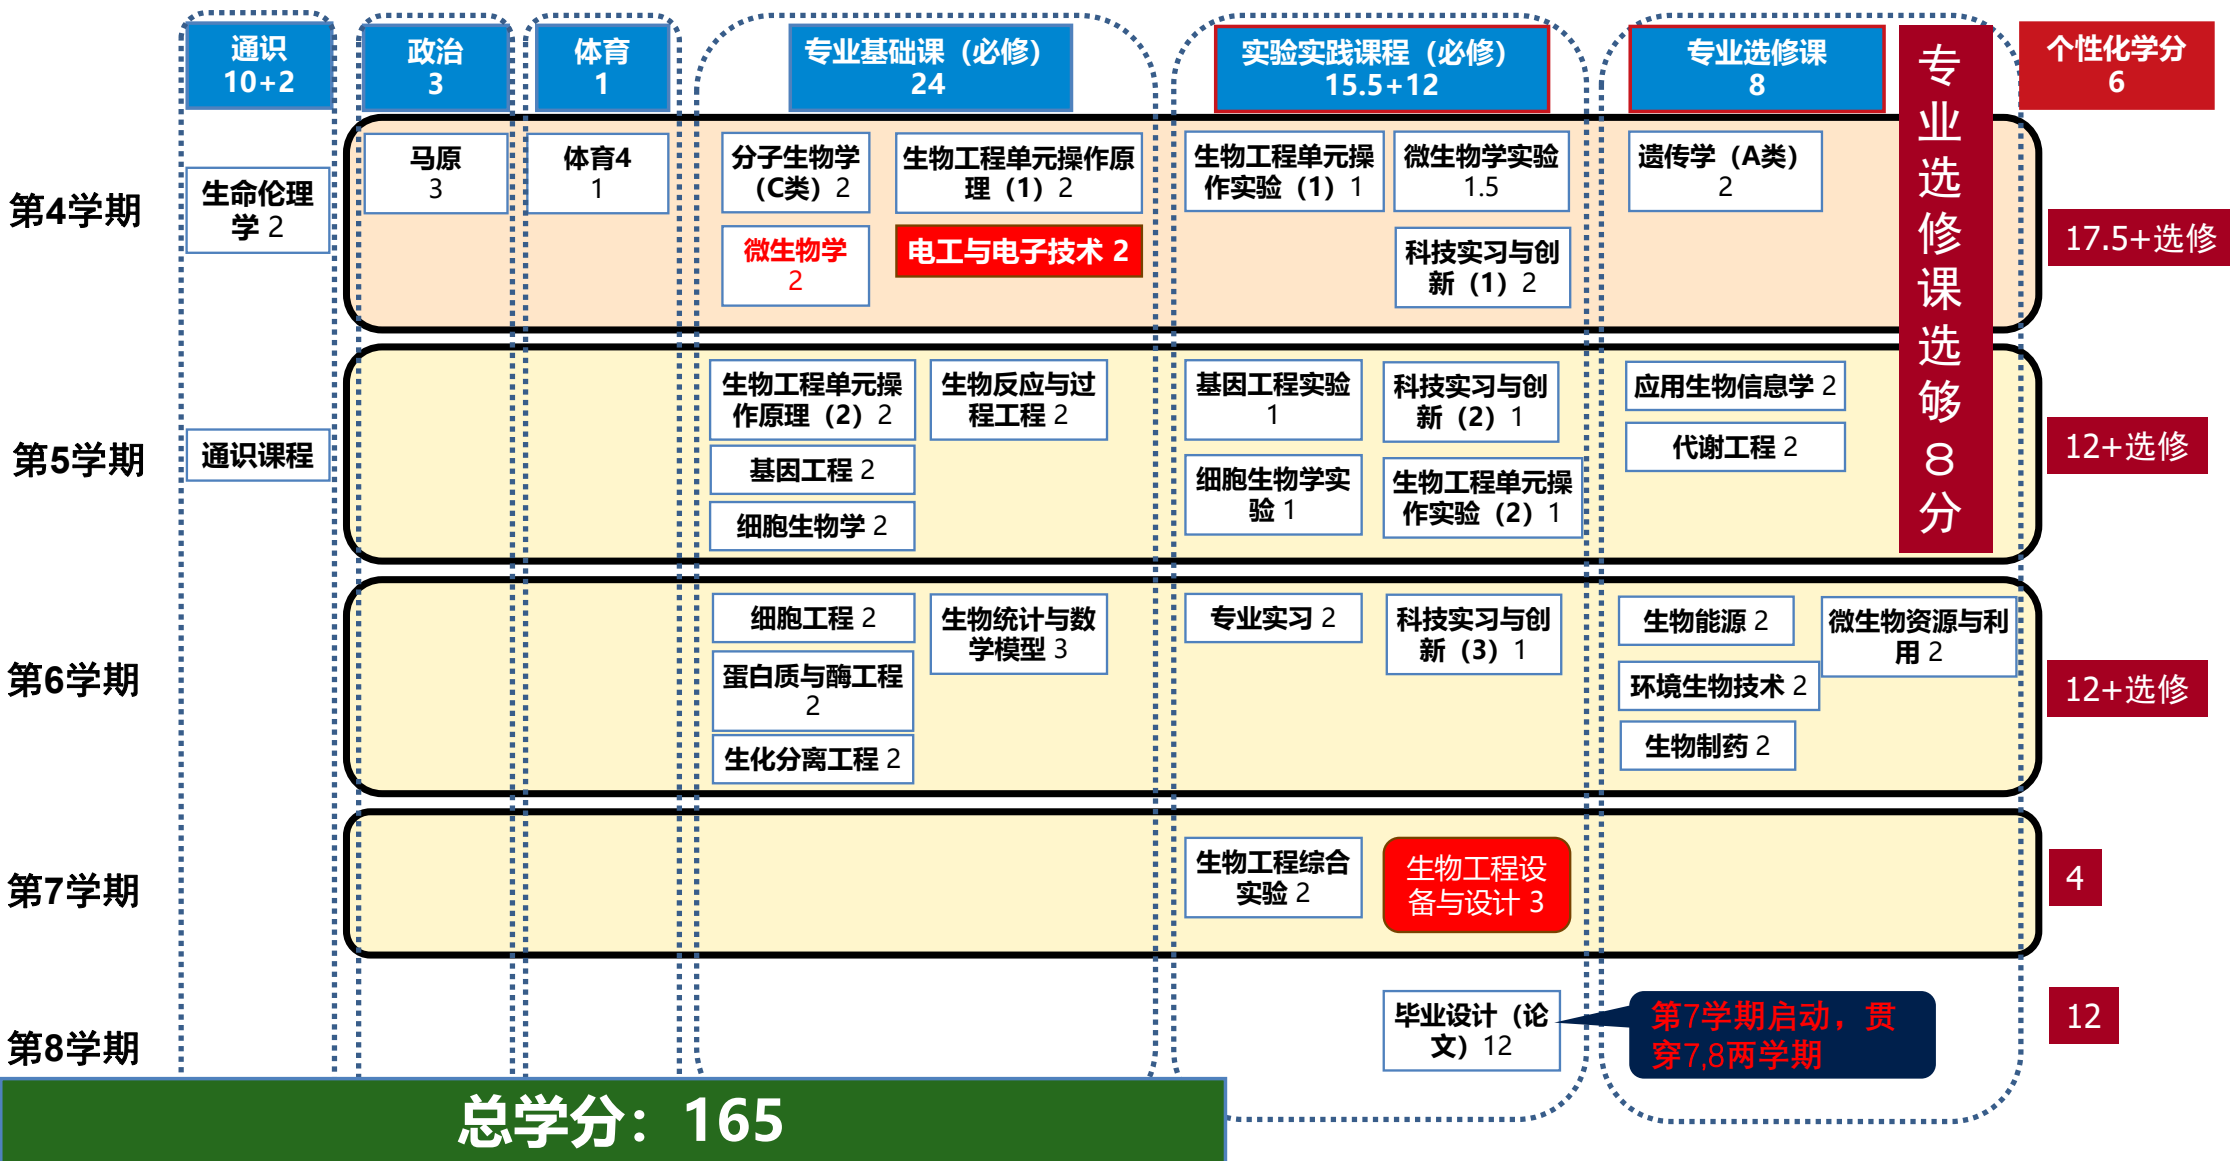 通识
10+2
政治
3
体育
1
专业基础课（必修）
24
实验实践课程（必修）
15.5+12
专业选修课
8
个性化学分
6
专
业
选
修
课
选
够
8
分
第4学期
生命伦理
学 2
马原
3
体育4
1
分子生物学
（C类）2
生物工程单元操作原
理（1）2
微生物学
2
电工与电子技术 2
生物工程单元操
作实验（1）1
微生物学实验
1.5
科技实习与创
新（1）2
遗传学（A类）
2
17.5+选修
第5学期
通识课程
生物工程单元操
作原理（2）2
生物反应与过
程工程 2
基因工程 2
细胞生物学 2
基因工程实验
1
科技实习与创
新（2）1
细胞生物学实
验 1
生物工程单元操
作实验（2）1
应用生物信息学 2
代谢工程 2
12+选修
第6学期
细胞工程 2
生物统计与数
学模型 3
蛋白质与酶工程
2
生化分离工程 2
专业实习 2
科技实习与创
新（3）1
生物能源 2
微生物资源与利
用 2
环境生物技术 2
生物制药 2
12+选修
第7学期
生物工程综合
实验 2
生物工程设
备与设计 3
4
第8学期
毕业设计（论
文）12
第7学期启动，贯
穿7,8两学期
12
总学分：165